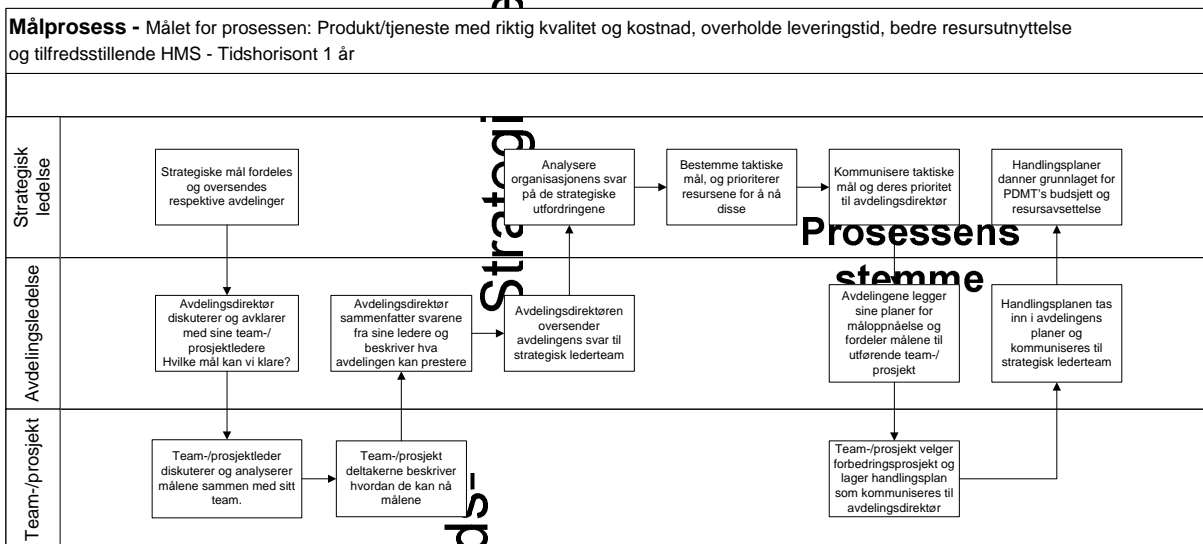 Målprosess - Målet for prosessen: Produkt/tjeneste med riktig kvalitet og kostnad, overholde leveringstid, bedre resursutnyttelse
og tilfredsstillende HMS - Tidshorisont 1 år
Strategisk
ledelse
Strategiske mål fordeles
og oversendes
respektive avdelinger
Analysere
organisasjonens svar
på de strategiske
utfordringene
Bestemme taktiske
mål, og prioriterer
resursene for å nå
disse
Kommunisere taktiske
mål og deres prioritet
til avdelingsdirektør
Handlingsplaner
danner grunnlaget for
PDMT's budsjett og
resursavsettelse
Strategi
Prosessens
stemme
Avdelingsledelse
Avdelingsdirektør
diskuterer og avklarer
med sine team-/
prosjektledere
Hvilke mål kan vi klare?
Avdelingsdirektør
sammenfatter svarene
fra sine ledere og
beskriver hva
avdelingen kan prestere
Avdelingsdirektøren
oversender
avdelingens svar til
strategisk lederteam
Avdelingene legger
sine planer for
måloppnåelse og
fordeler målene til
utførende team-/
prosjekt
Handlingsplanen tas
inn i avdelingens
planer og
kommuniseres til
strategisk lederteam
Team-/prosjekt
Team-/prosjektleder
diskuterer og analyserer
målene sammen med sitt
team.
Team-/prosjekt
deltakerne beskriver
hvordan de kan nå
målene
Team-/prosjekt velger
forbedringsprosjekt og
lager handlingsplan
som kommuniseres til
avdelingsdirektør
ds-